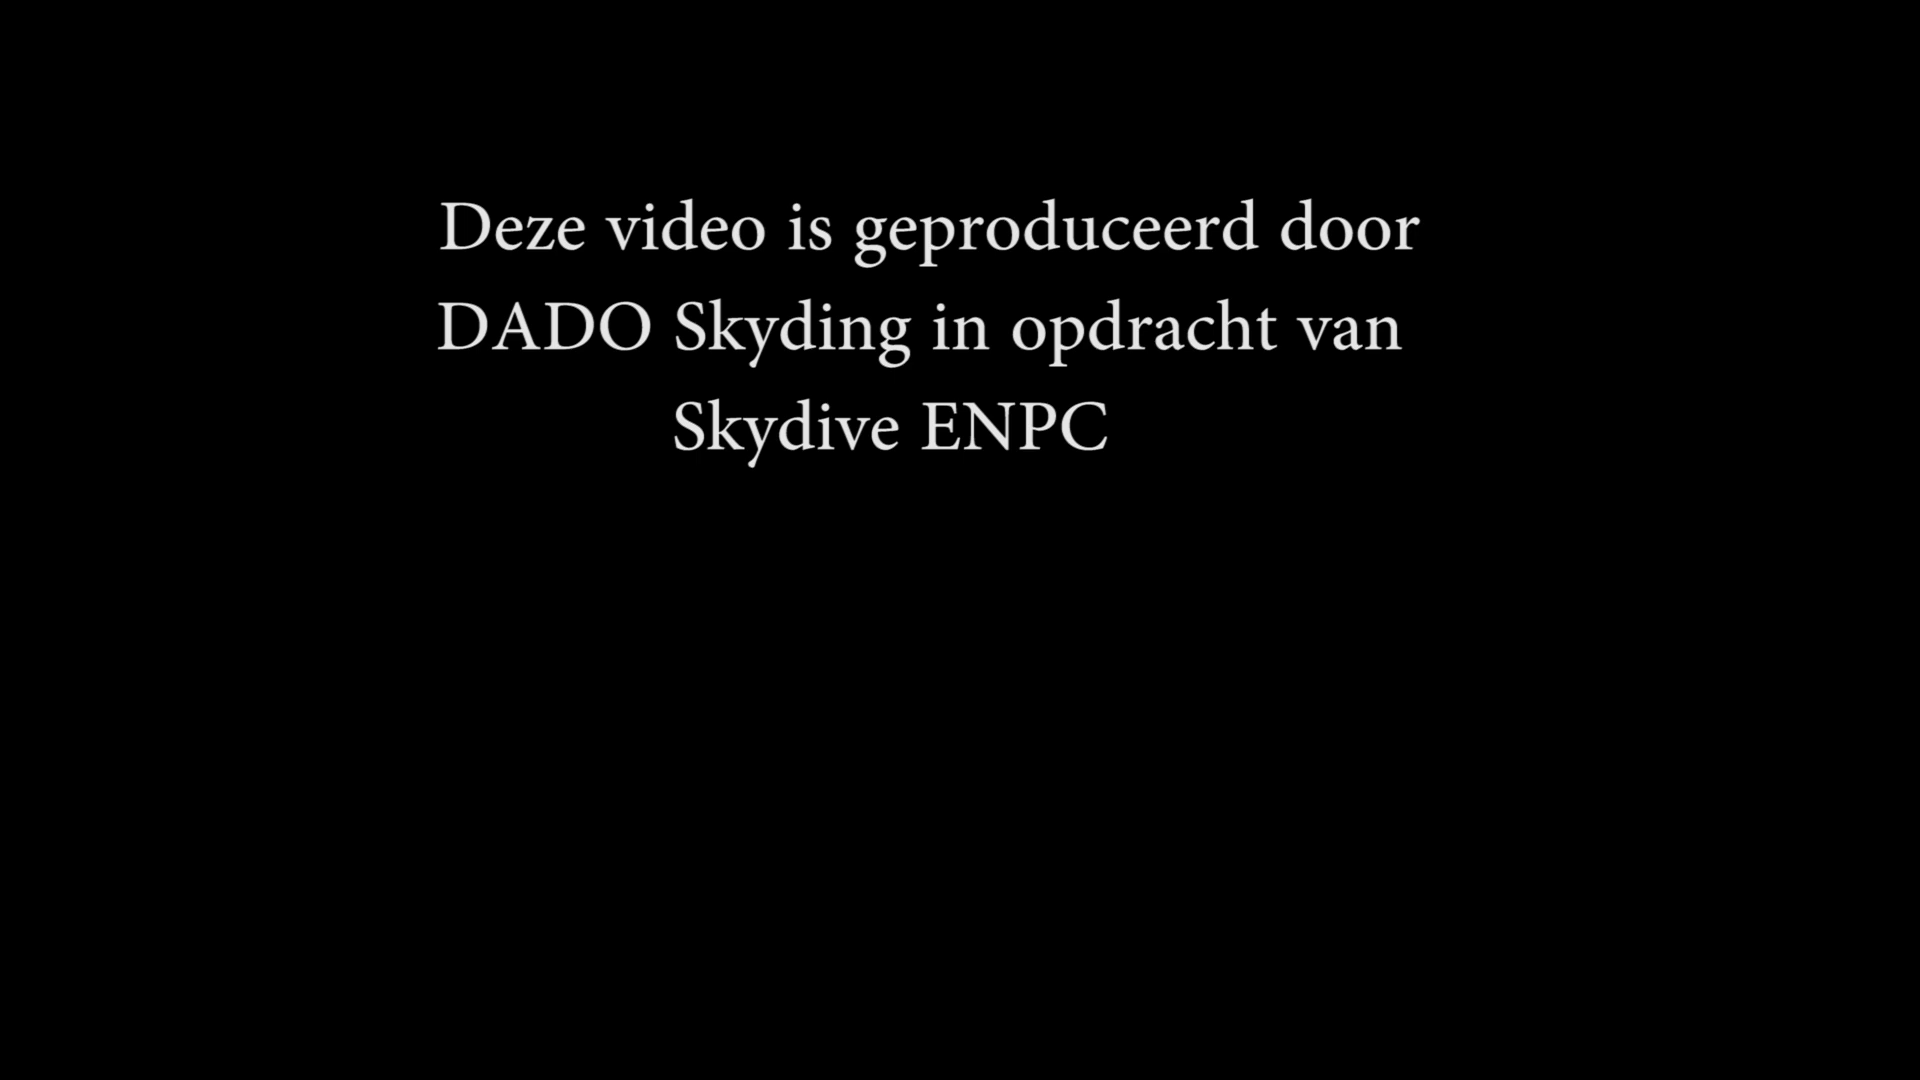 Deze video is geproduceerd door
DADO Skyding in opdracht van
Skydive ENPC